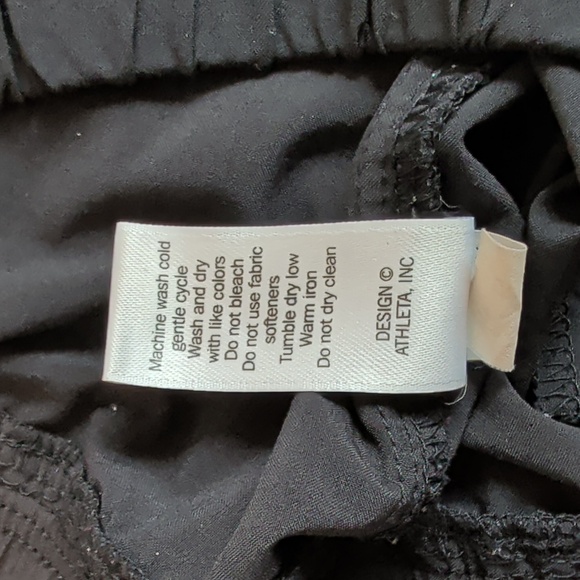 Machine wash cold
gentle cycle
Wash and dry
with like colors
Do not bleach
Do not use fabric
softeners
Tumble dry low
Warm iron
Do not dry clean
DESIGN ©
ATHLETA, INC